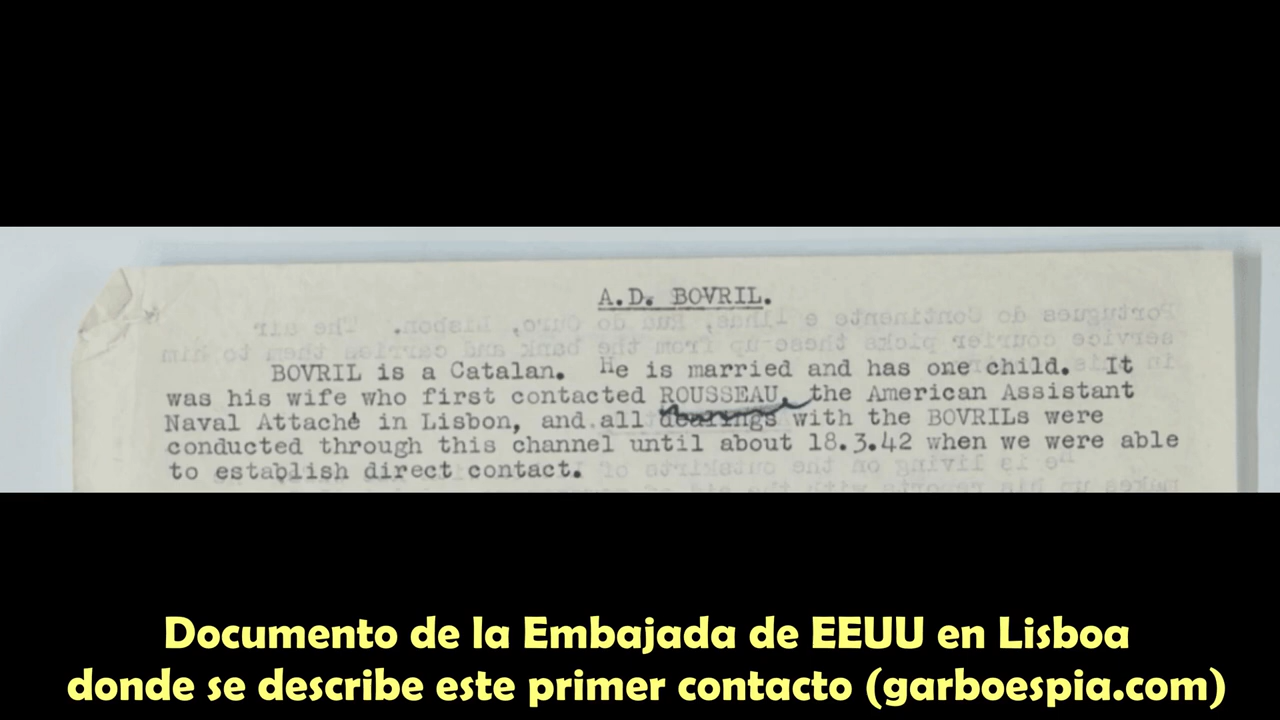 A.D. BOVRIL.
BOVRIL is a Catalan. He is married and has one child. It
was his wife who first contacted ROUSSEAU, the American Assistant
Naval Attaché in Lisbon, and all dealings with the BOVRILs were
conducted through this channel until about 18.3.42 when we were able
to establish direct contact.
Documento de la Embajada de EEUU en Lisboa
donde se describe este primer contacto (garboespia.com)